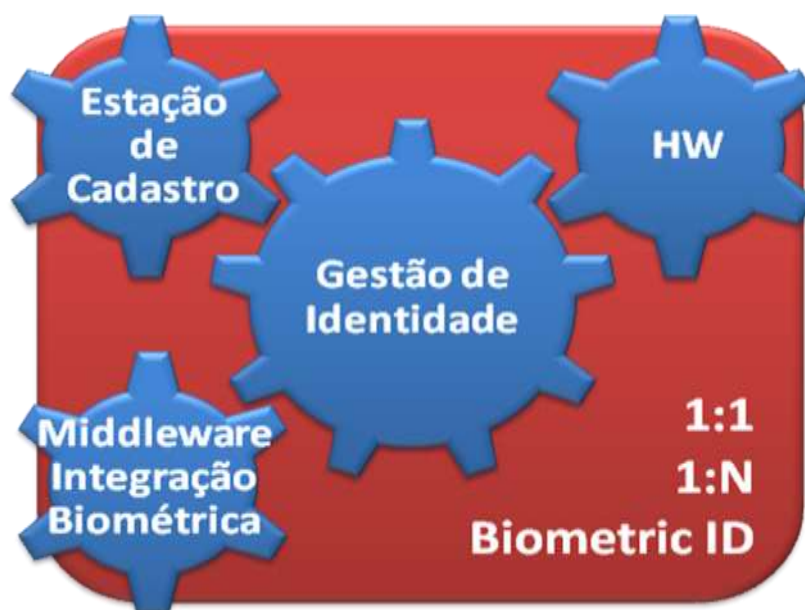 Estação
de
Cadastro
HW
Gestão de
Identidade
Middleware
Integração
Biométrica
1:1
1:N
Biometric ID